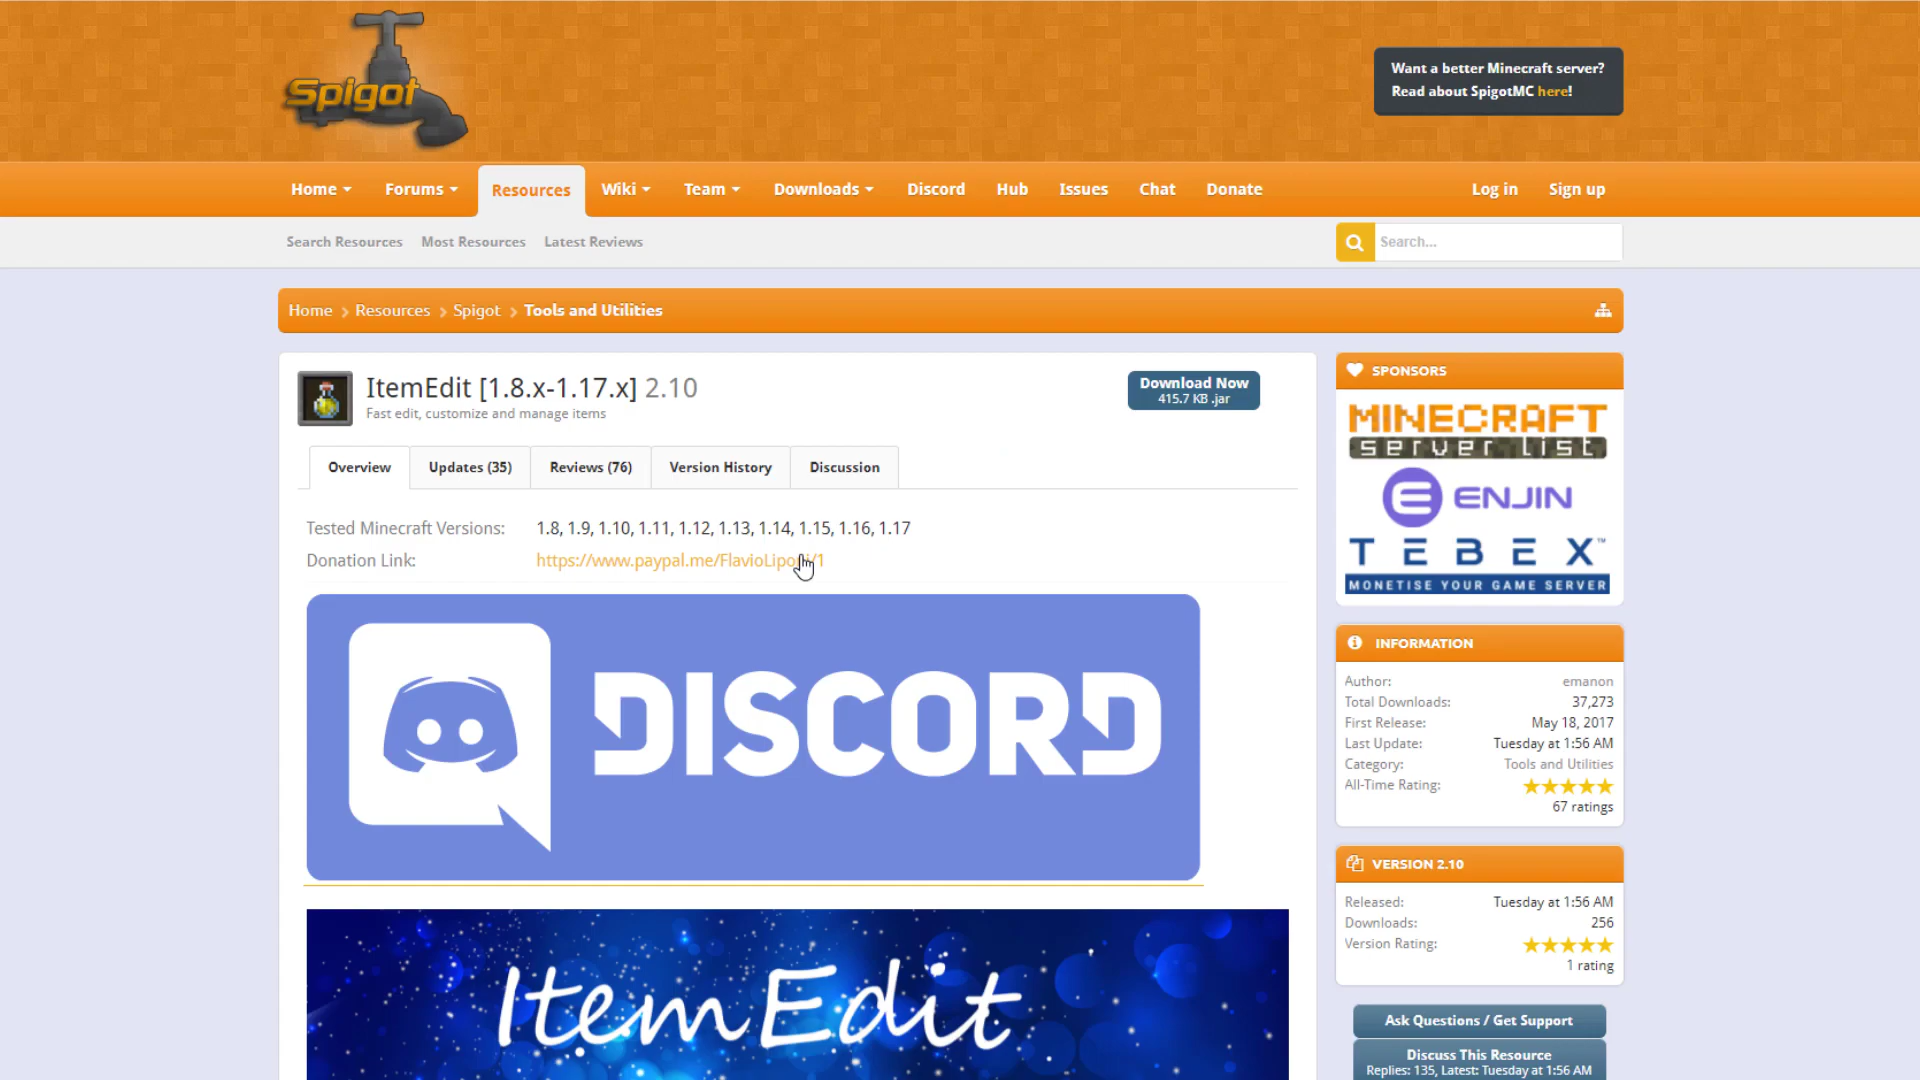 Spigot
Want a better Minecraft server?
Read about SpigotMC here!
Home
Forums
Resources
Wiki
Team
Downloads
Discord
Hub
Issues
Chat
Donate
Log in
Sign up
Search Resources
Most Resources
Latest Reviews
Search...
Home
Resources
Spigot
Tools and Utilities
ItemEdit [1.8.x-1.17.x] 2.10
Fast edit, customize and manage items
Download Now
415.7 KB .jar
Overview
Updates (35)
Reviews (76)
Version History
Discussion
Tested Minecraft Versions: 1.8, 1.9, 1.10, 1.11, 1.12, 1.13, 1.14, 1.15, 1.16, 1.17
Donation Link:
DISCORD
ItemEdit
SPONSORS
MINECRAFT
server list
ENJIN
TEBEX™
MONETISE YOUR GAME SERVER
INFORMATION
Author: emanon
Total Downloads: 37,273
First Release: May 18, 2017
Last Update: Tuesday at 1:56 AM
Category: Tools and Utilities
All-Time Rating:
67 ratings
VERSION 2.10
Released: Tuesday at 1:56 AM
Downloads: 256
Version Rating:
1 rating
Ask Questions / Get Support
Discuss This Resource
Replies: 135, Latest: Tuesday at 1:56 AM